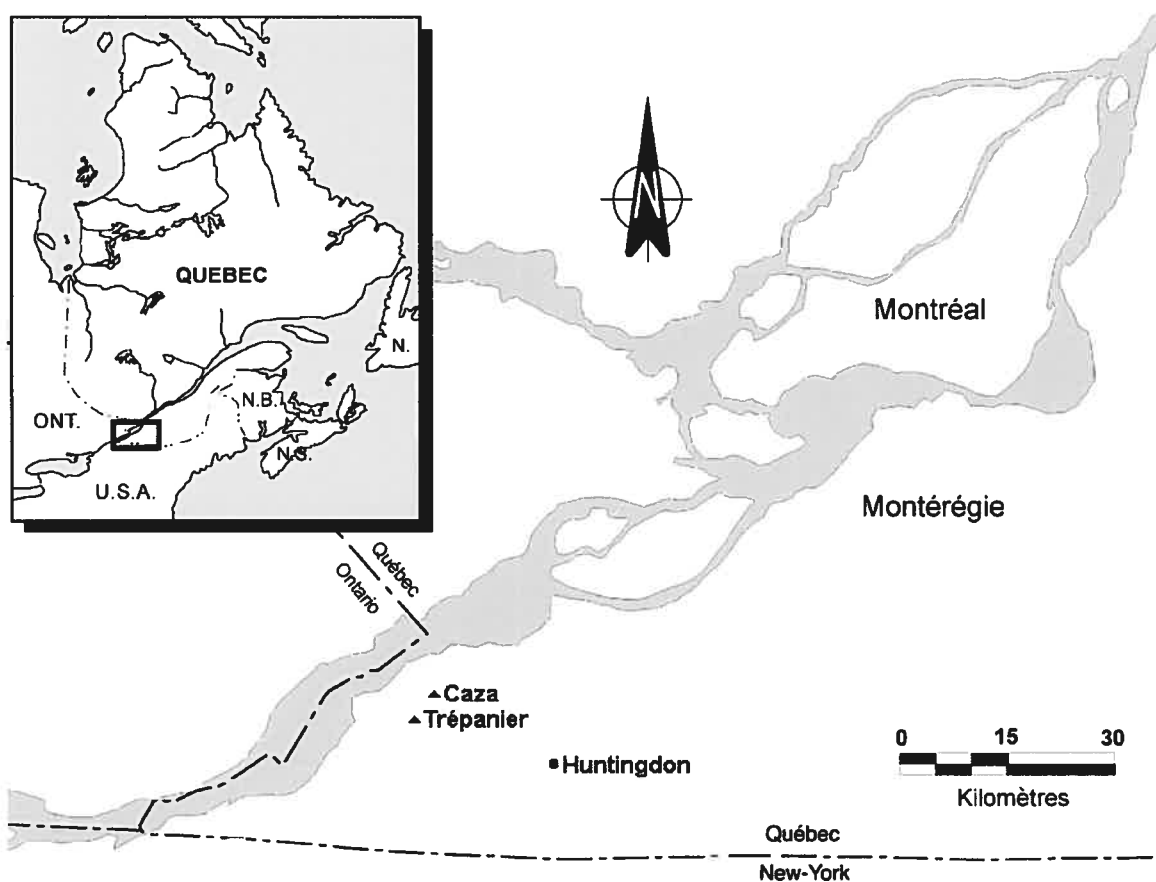 QUEBEC
N.
ONT.
N.B.
N.S.
U.S.A.
N
Montréal
Montérégie
Québec
Ontario
Caza
Trépanier
Huntingdon
0 15 30
Kilomètres
Québec
New-York